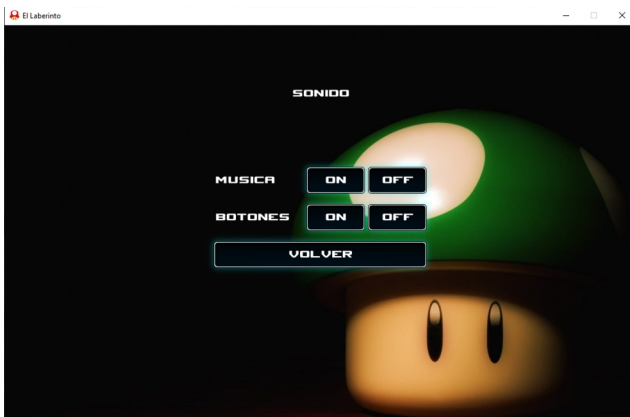 El Laberinto
SONIDO
MUSICA ON OFF
BOTONES ON OFF
VOLVER